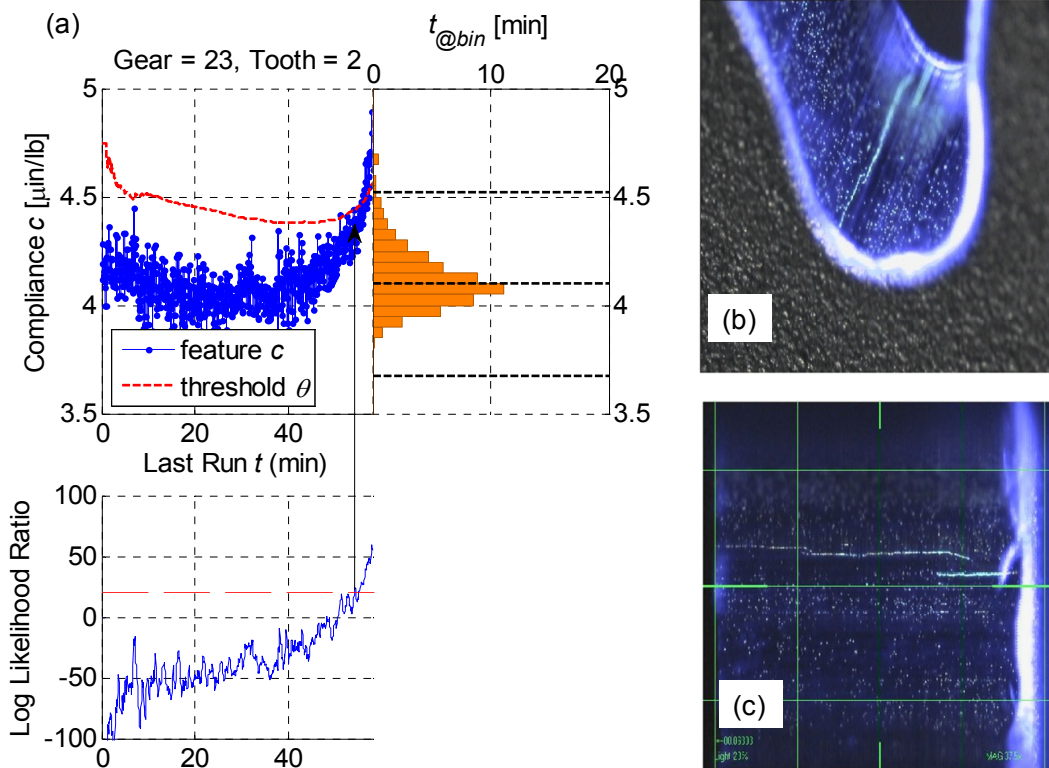 (a)
t@bin [min]
Gear = 23, Tooth = 2
0 10 20
5 5
4.5 4.5
4 4
3.5 3.5
Compliance c [µin/lb]
feature c
threshold θ
0 20 40
Last Run t (min)
100
50
0
-50
-100
Log Likelihood Ratio
0 20 40
(b)
(c)
Light 23%